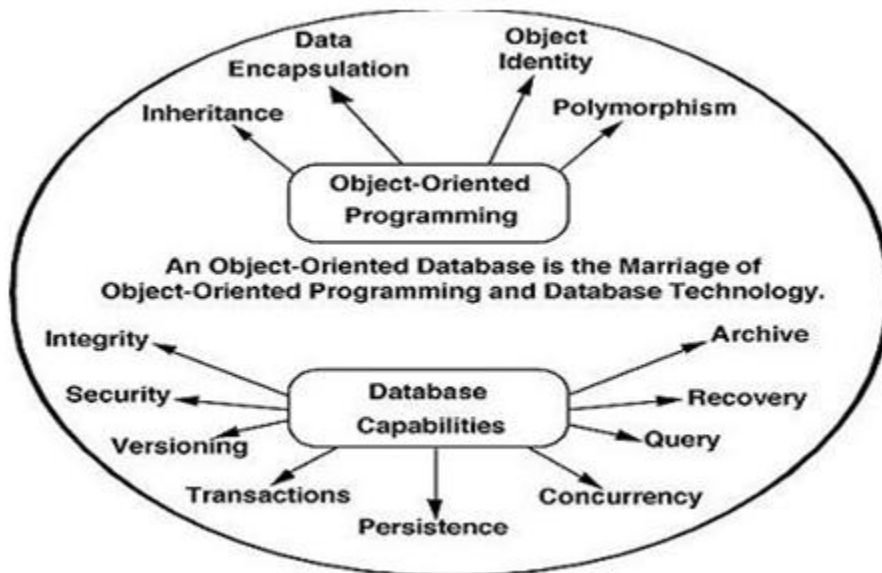 Data
Encapsulation
Object
Identity
Inheritance
Polymorphism
Object-Oriented
Programming
An Object-Oriented Database is the Marriage of
Object-Oriented Programming and Database Technology.
Integrity
Archive
Security
Database
Capabilities
Recovery
Versioning
Query
Transactions
Concurrency
Persistence